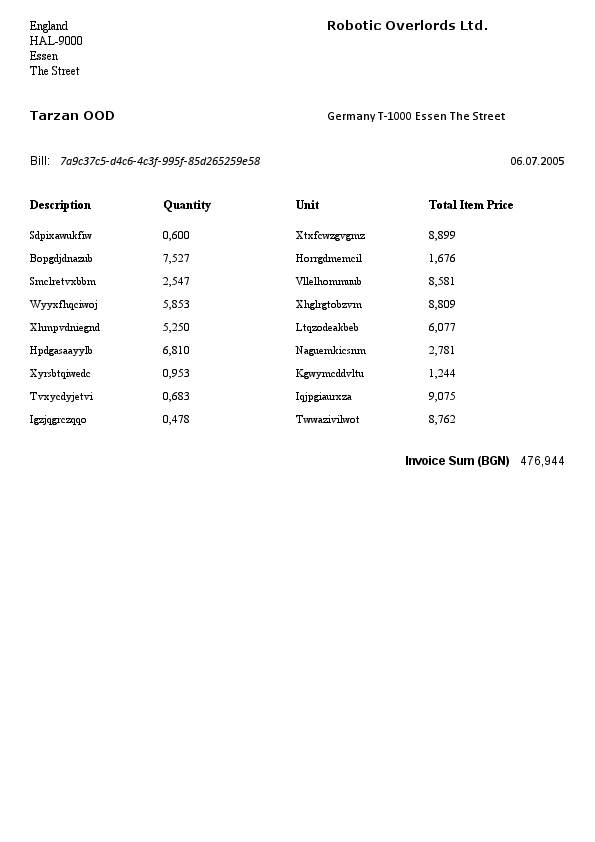 England
HAL-9000
Essen
The Street
Robotic Overlords Ltd.
Tarzan OOD
Germany T-1000 Essen The Street
Bill: 7a9c37c5-d4c6-4c3f-995f-85d265259e58
06.07.2005
Description Quantity Unit Total Item Price
Sdpixawukfiw 0,600 Xtxfcwzgvgmz 8,899
Bopgdjdnazub 7,527 Horrgdmemcil 1,676
Smclretvxbbm 2,547 Vllelhommuub 8,581
Wyyxfhqciwoj 5,853 Xhglrgtobzvm 8,809
Xhmpvdniegnd 5,250 Ltqzodeakbeb 6,077
Hpdgasaayylb 6,810 Naguemkicsnm 2,781
Xyrsbtqiwedc 0,953 Kgwymcddvltu 1,244
Tvxycdyjetvi 0,683 Iqjpgiaurxza 9,075
Igzjqgrczqqo 0,478 Twwazivilwot 8,762
Invoice Sum (BGN) 476,944